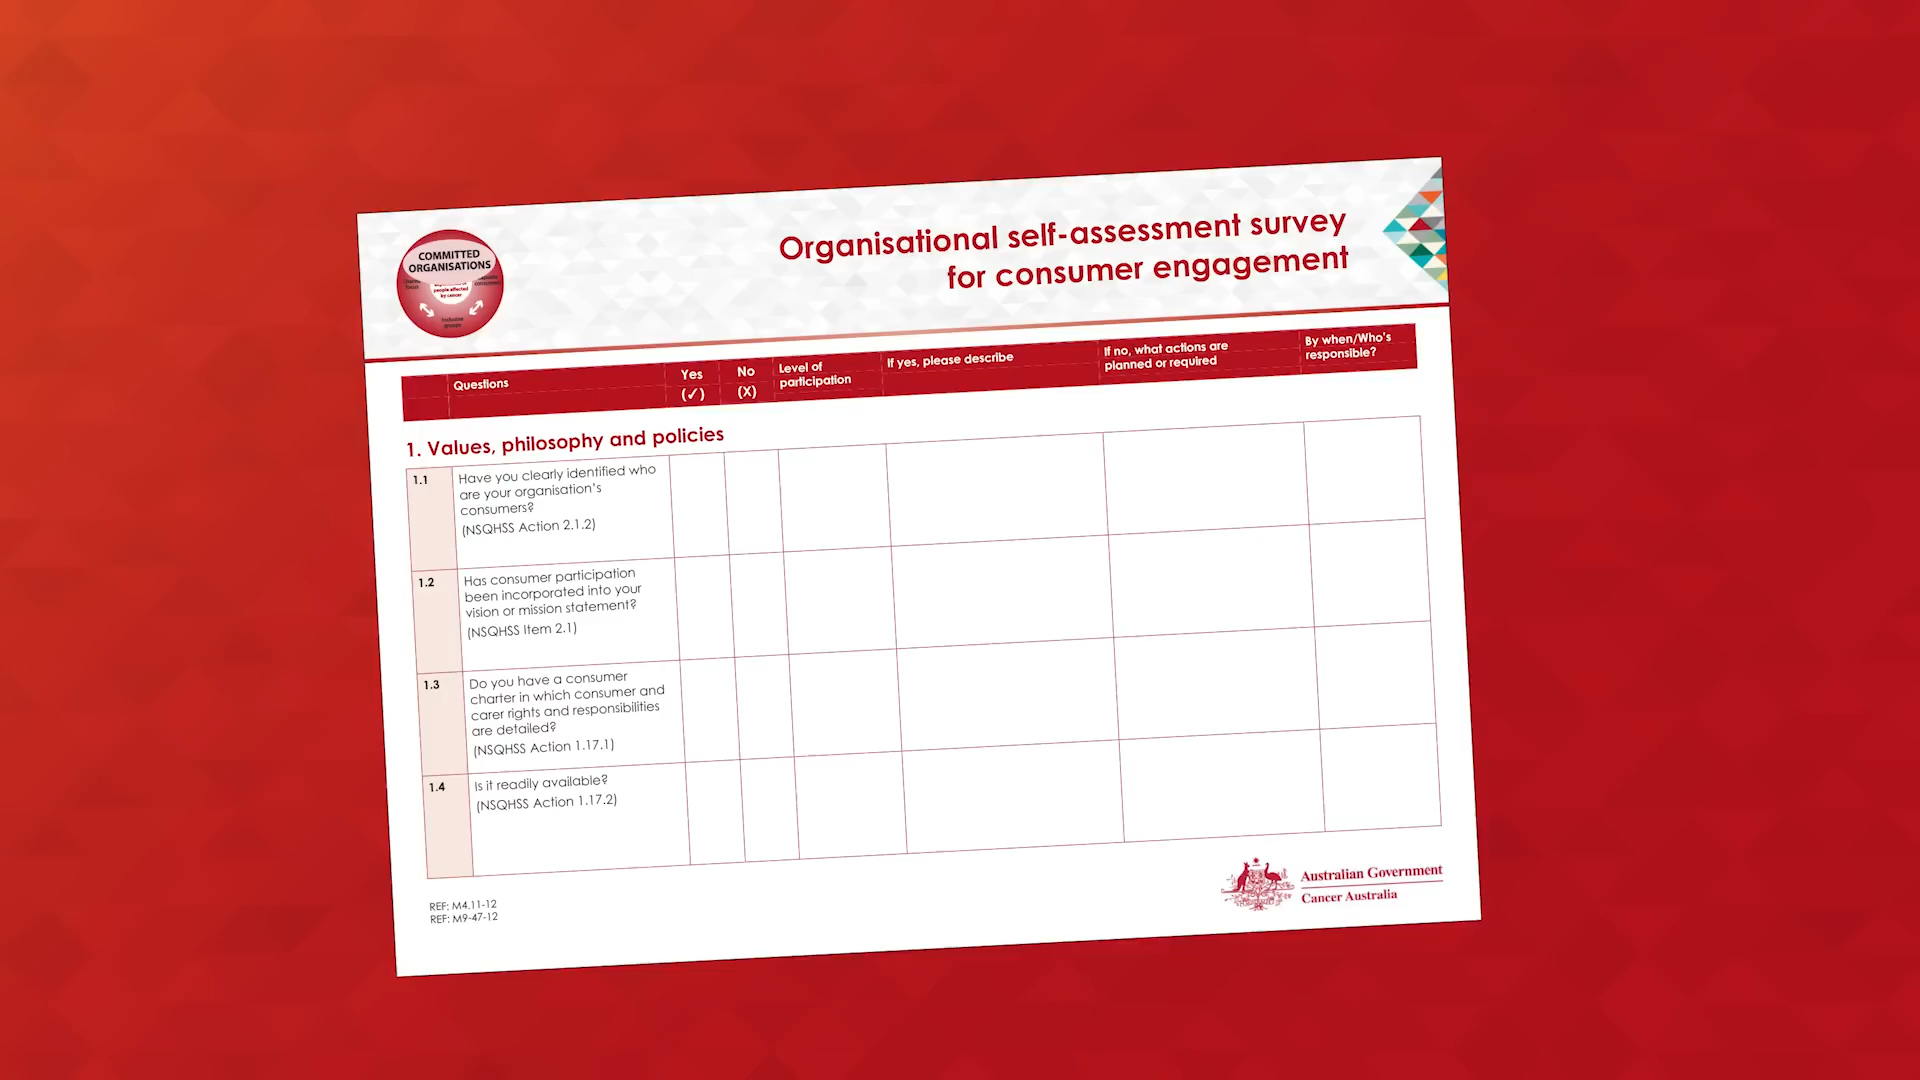 COMMITTED
ORGANISATIONS
people affected
by cancer
Inclusive
groups
Organisational self-assessment survey
for consumer engagement
Questions
Yes
(✓)
No
(X)
Level of
participation
If yes, please describe
If no, what actions are
planned or required
By when/Who's
responsible?
1. Values, philosophy and policies
1.1
Have you clearly identified who
are your organisation's
consumers?
(NSQHSS Action 2.1.2)
1.2
Has consumer participation
been incorporated into your
vision or mission statement?
(NSQHSS Item 2.1)
1.3
Do you have a consumer
charter in which consumer and
carer rights and responsibilities
are detailed?
(NSQHSS Action 1.17.1)
1.4
Is it readily available?
(NSQHSS Action 1.17.2)
REF: M4.11-12
REF: M9-47-12
Australian Government
Cancer Australia